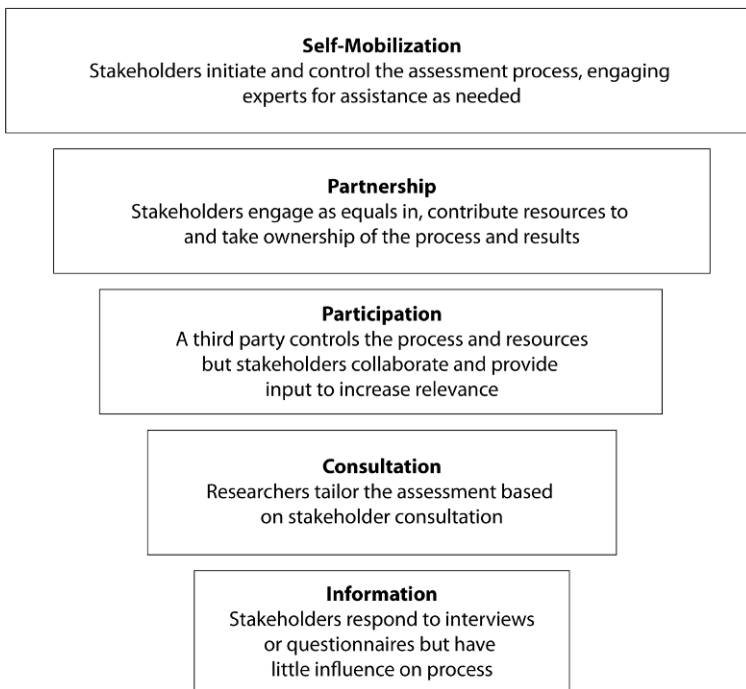 Self-Mobilization
Stakeholders initiate and control the assessment process, engaging
experts for assistance as needed
Partnership
Stakeholders engage as equals in, contribute resources to
and take ownership of the process and results
Participation
A third party controls the process and resources
but stakeholders collaborate and provide
input to increase relevance
Consultation
Researchers tailor the assessment based
on stakeholder consultation
Information
Stakeholders respond to interviews
or questionnaires but have
little influence on process